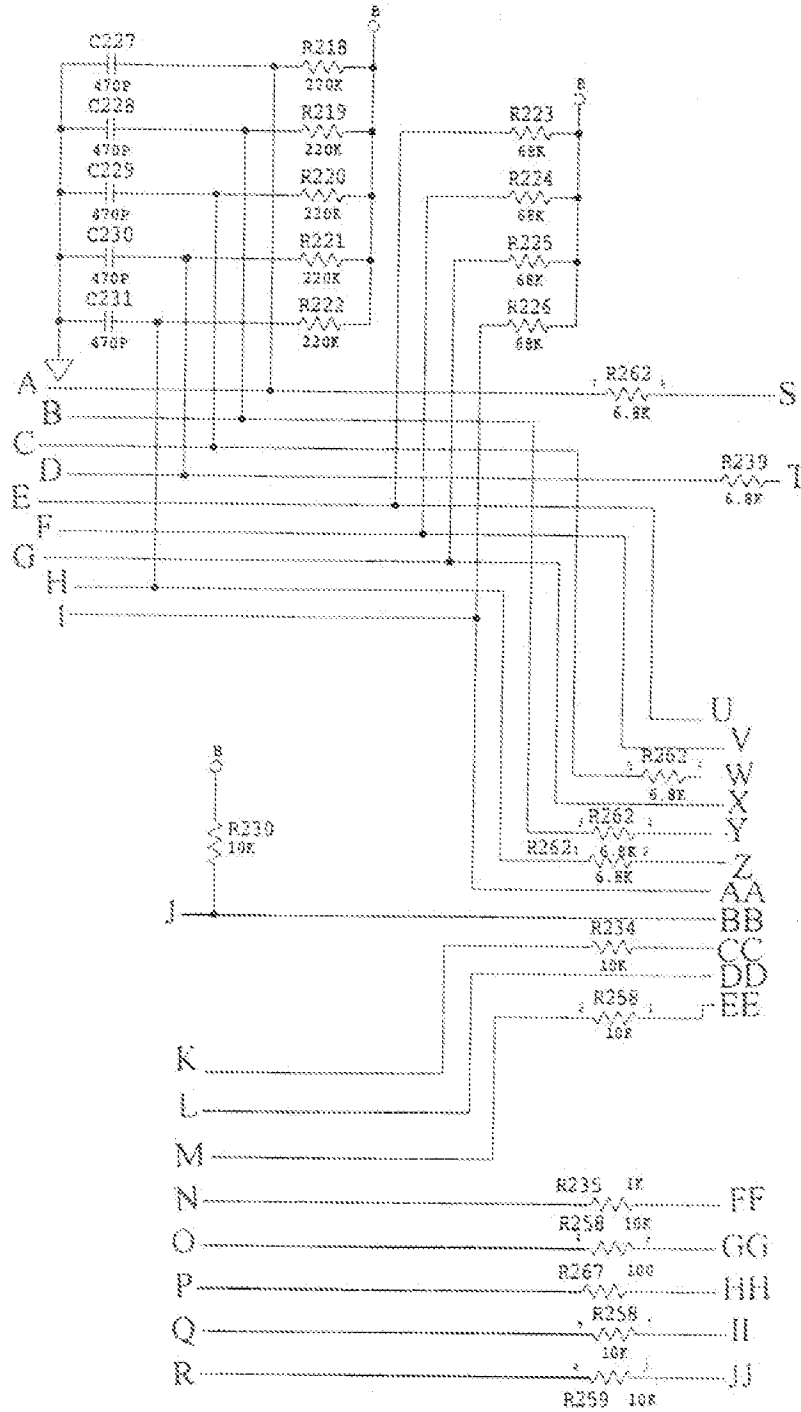 B
C227
R218
470P
220K
B
C228
R219
R223
470P
220K
68K
C229
R220
R224
470P
220K
68K
C230
R221
R225
470P
220K
68K
C231
R222
R226
470P
220K
68K
A
R262
S
B
6.8K
C
D
R239
T
E
6.8K
F
G
H
I
U
V
B
R262
W
6.8K
X
R230
R262
Y
10K
R262
6.8K
Z
6.8K
AA
J
BB
R234
CC
10K
DD
R258
EE
10K
K
L
M
N
R235
1K
FF
O
R258
10K
GG
P
R267
100
HH
Q
R258
II
10K
R
JJ
R259
10K